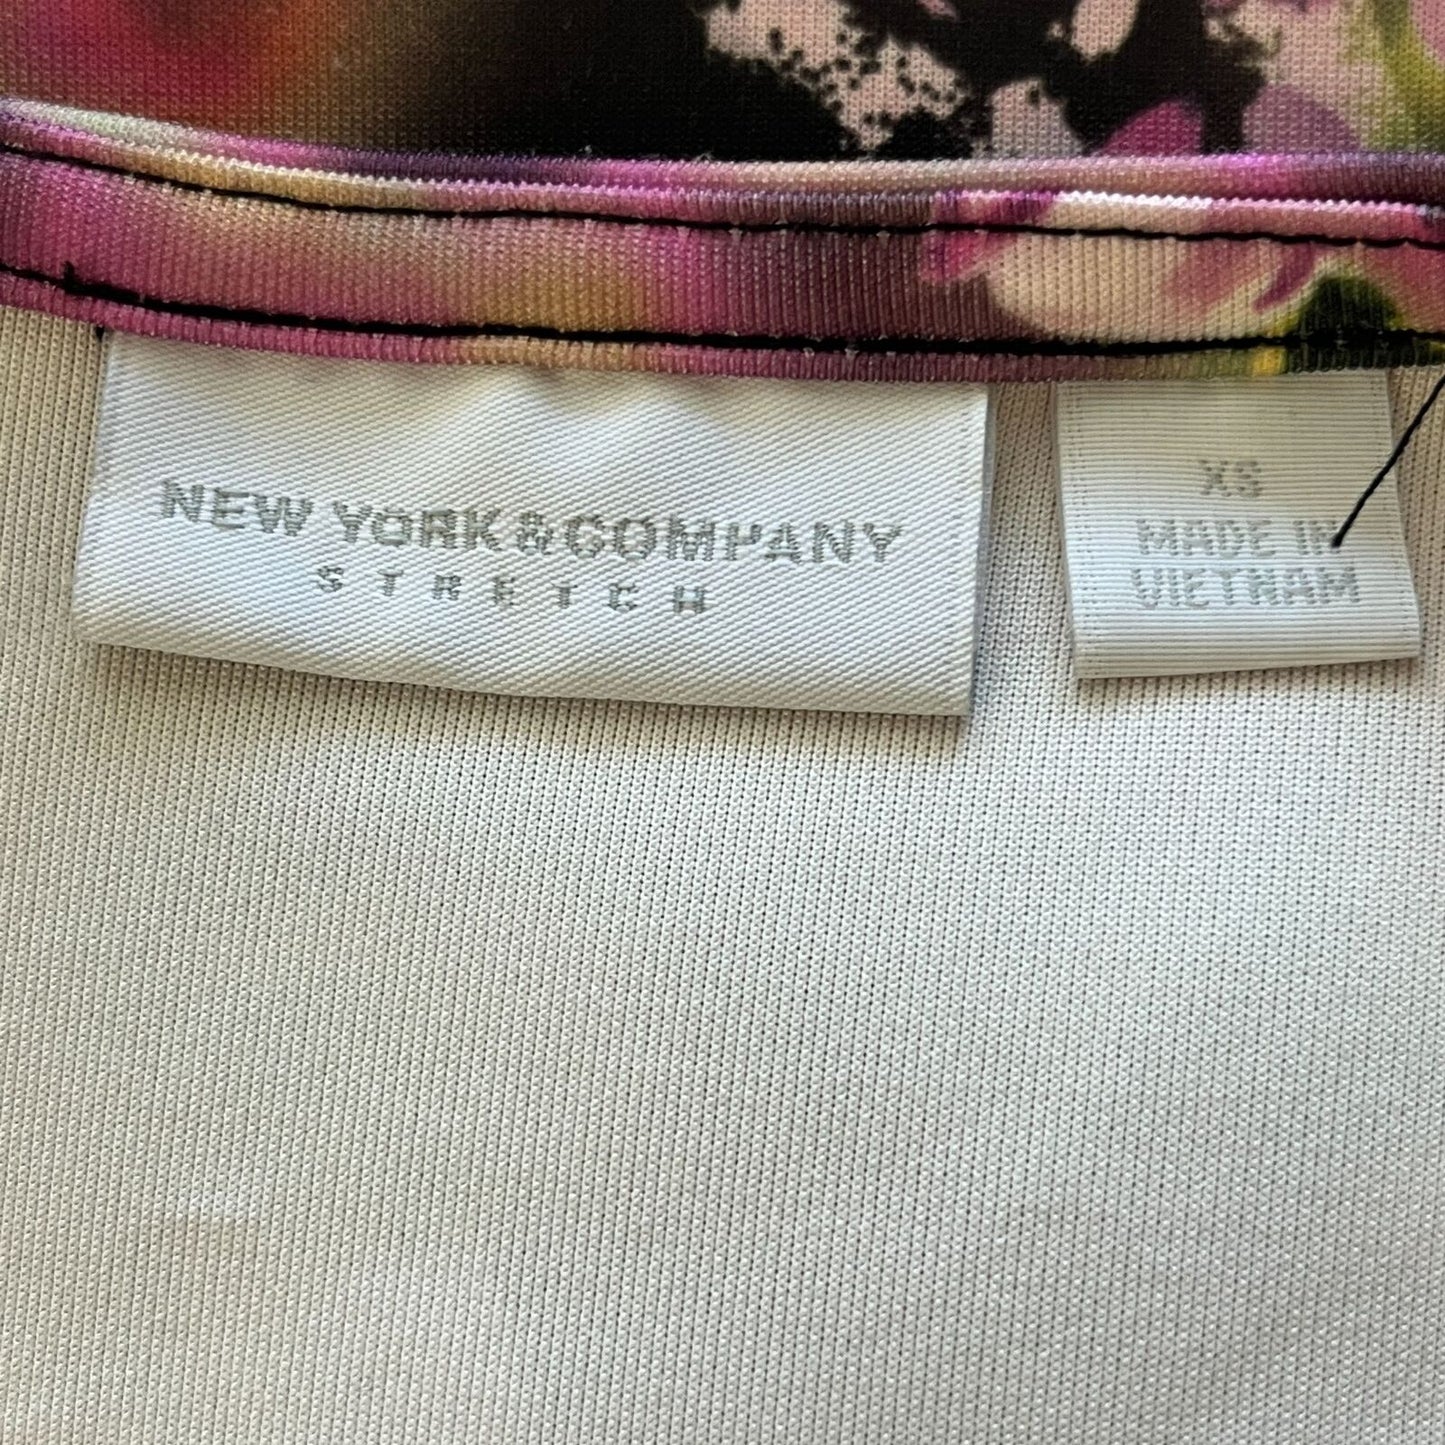 NEW YORK & COMPANY
STRETCH
XS
MADE IN
VIETNAM